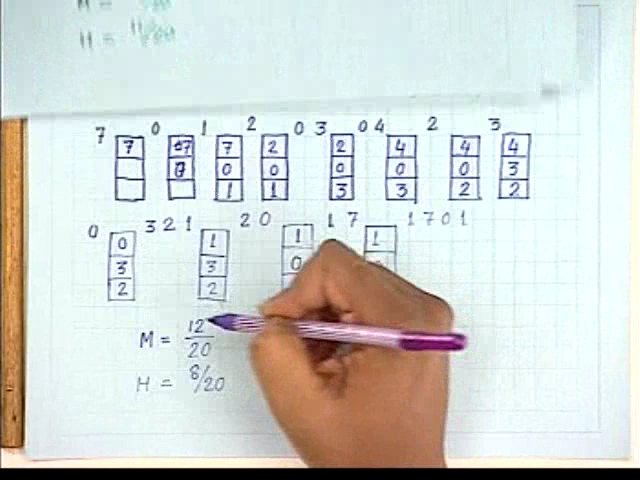 H =
7 0 1 2 0 3 0 4 2 3
7 7 7 2 2 4 4 4
0 0 0 0 0 0 3
1 1 3 3 2 2
0 3 2 1 2 0 1 7 1 7 0 1
0 1 1 1
3 3 0
2 2
M = 12/20
H = 8/20